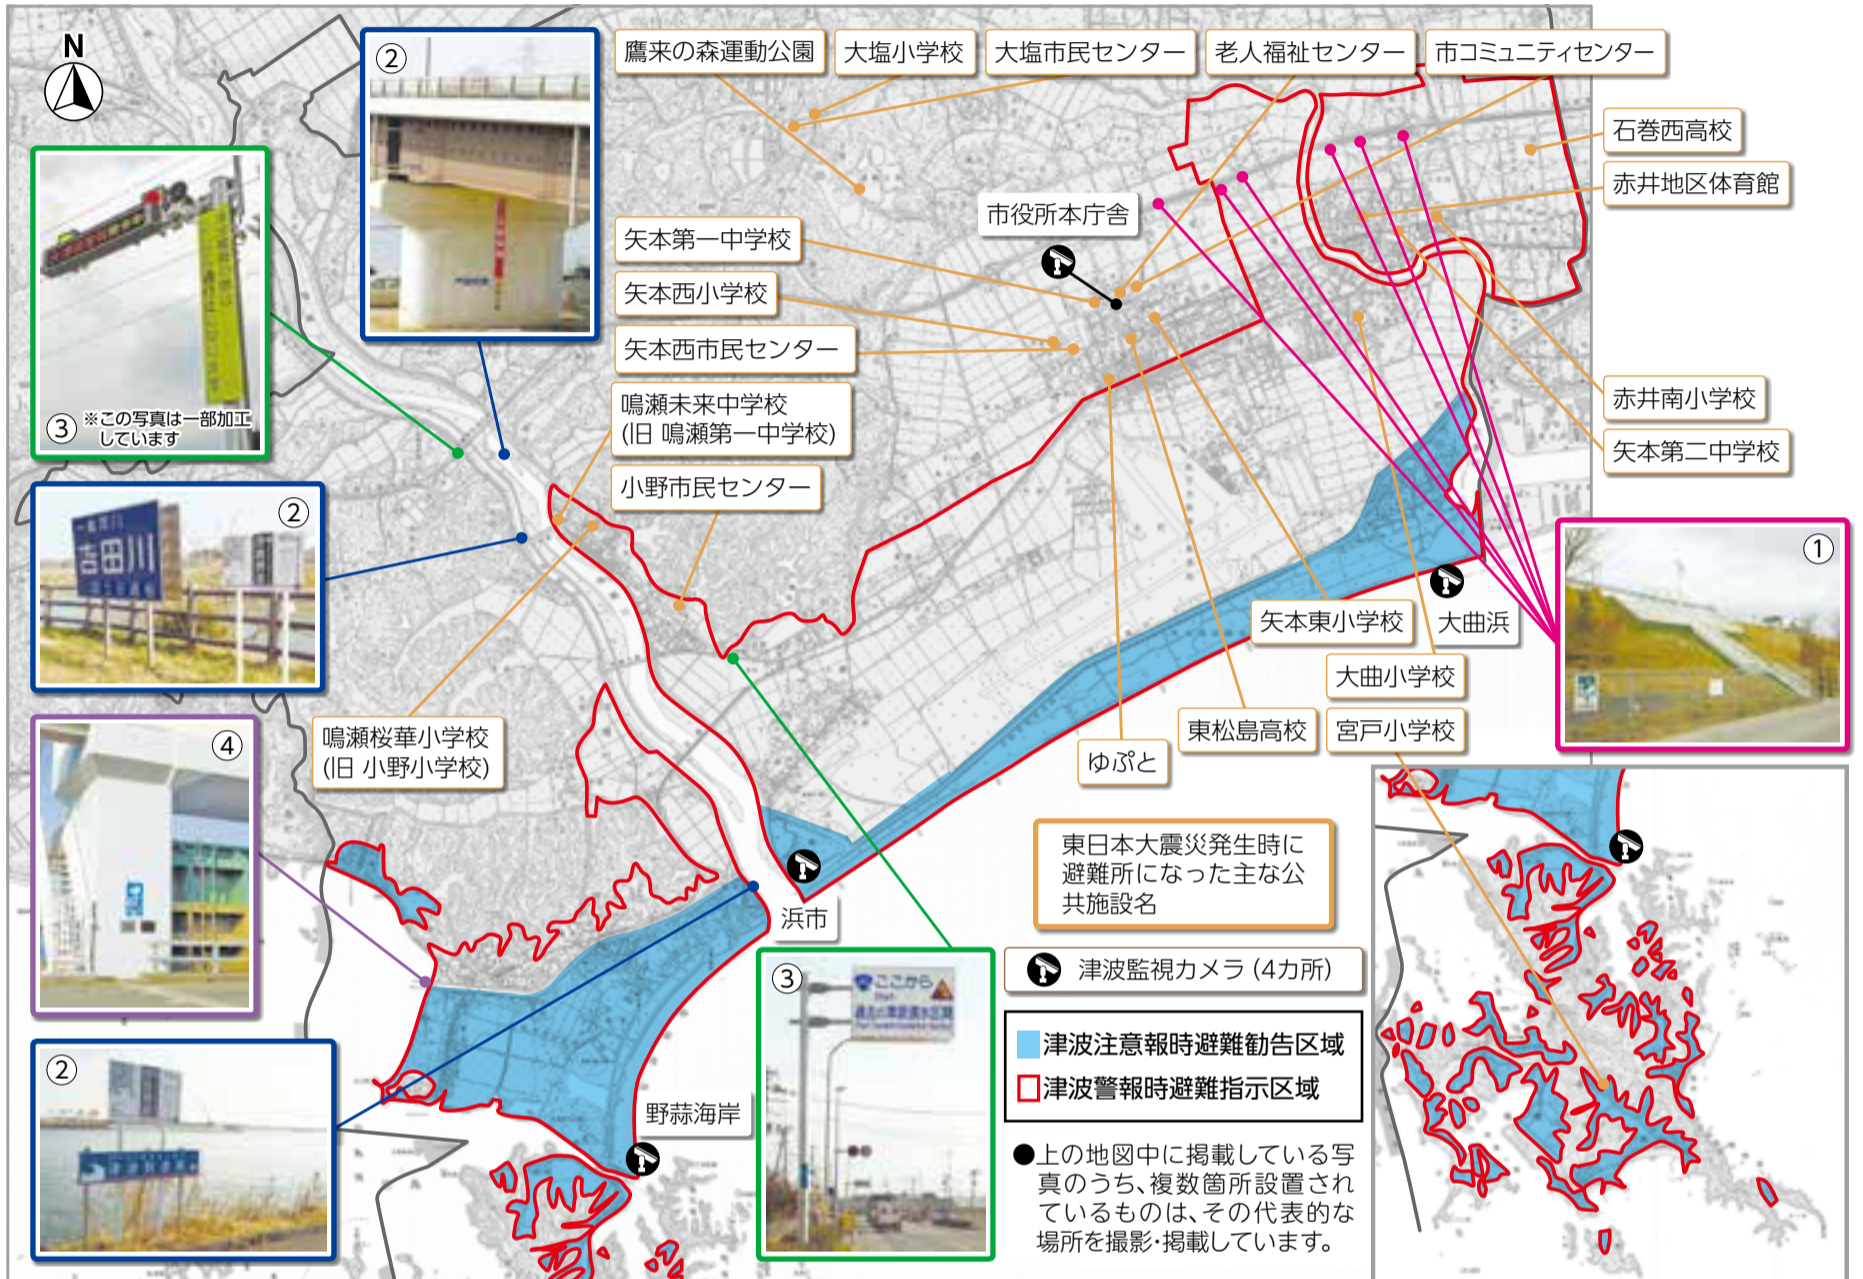 N
②
鷹来の森運動公園
大塩小学校
大塩市民センター
老人福祉センター
市コミュニティセンター
石巻西高校
赤井地区体育館
市役所本庁舎
矢本第一中学校
矢本西小学校
矢本西市民センター
鳴瀬未来中学校
(旧 鳴瀬第一中学校)
小野市民センター
③
※この写真は一部加工
しています
赤井南小学校
矢本第二中学校
②
吉田川
①
矢本東小学校
大曲浜
大曲小学校
東松島高校
宮戸小学校
ゆぷと
鳴瀬桜華小学校
(旧 小野小学校)
④
浜市
東日本大震災発生時に
避難所になった主な公
共施設名
津波監視カメラ (4カ所)
③
ここから
過去の津波浸水区間
津波注意報時避難勧告区域
津波警報時避難指示区域
②
野蒜海岸
●上の地図中に掲載している写
真のうち、複数箇所設置され
ているものは、その代表的な
場所を撮影・掲載しています。